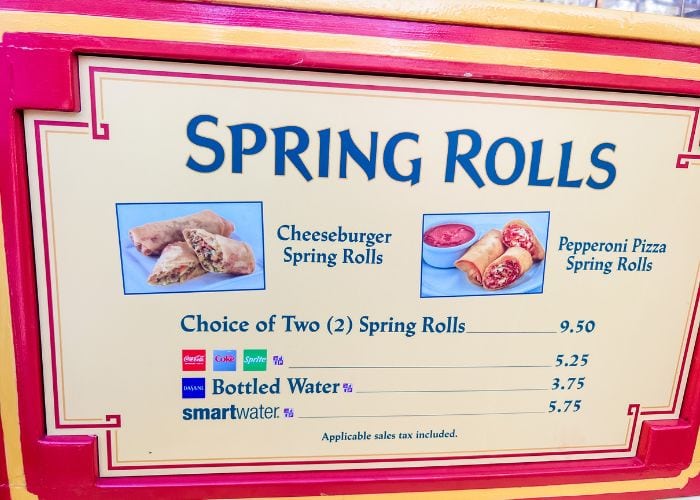 SPRING ROLLS
Cheeseburger
Spring Rolls
Pepperoni Pizza
Spring Rolls
Choice of Two (2) Spring Rolls 9.50
Coca-Cola Coke Sprite 5.25
DASANI Bottled Water 3.75
smartwater. 5.75
Applicable sales tax included.